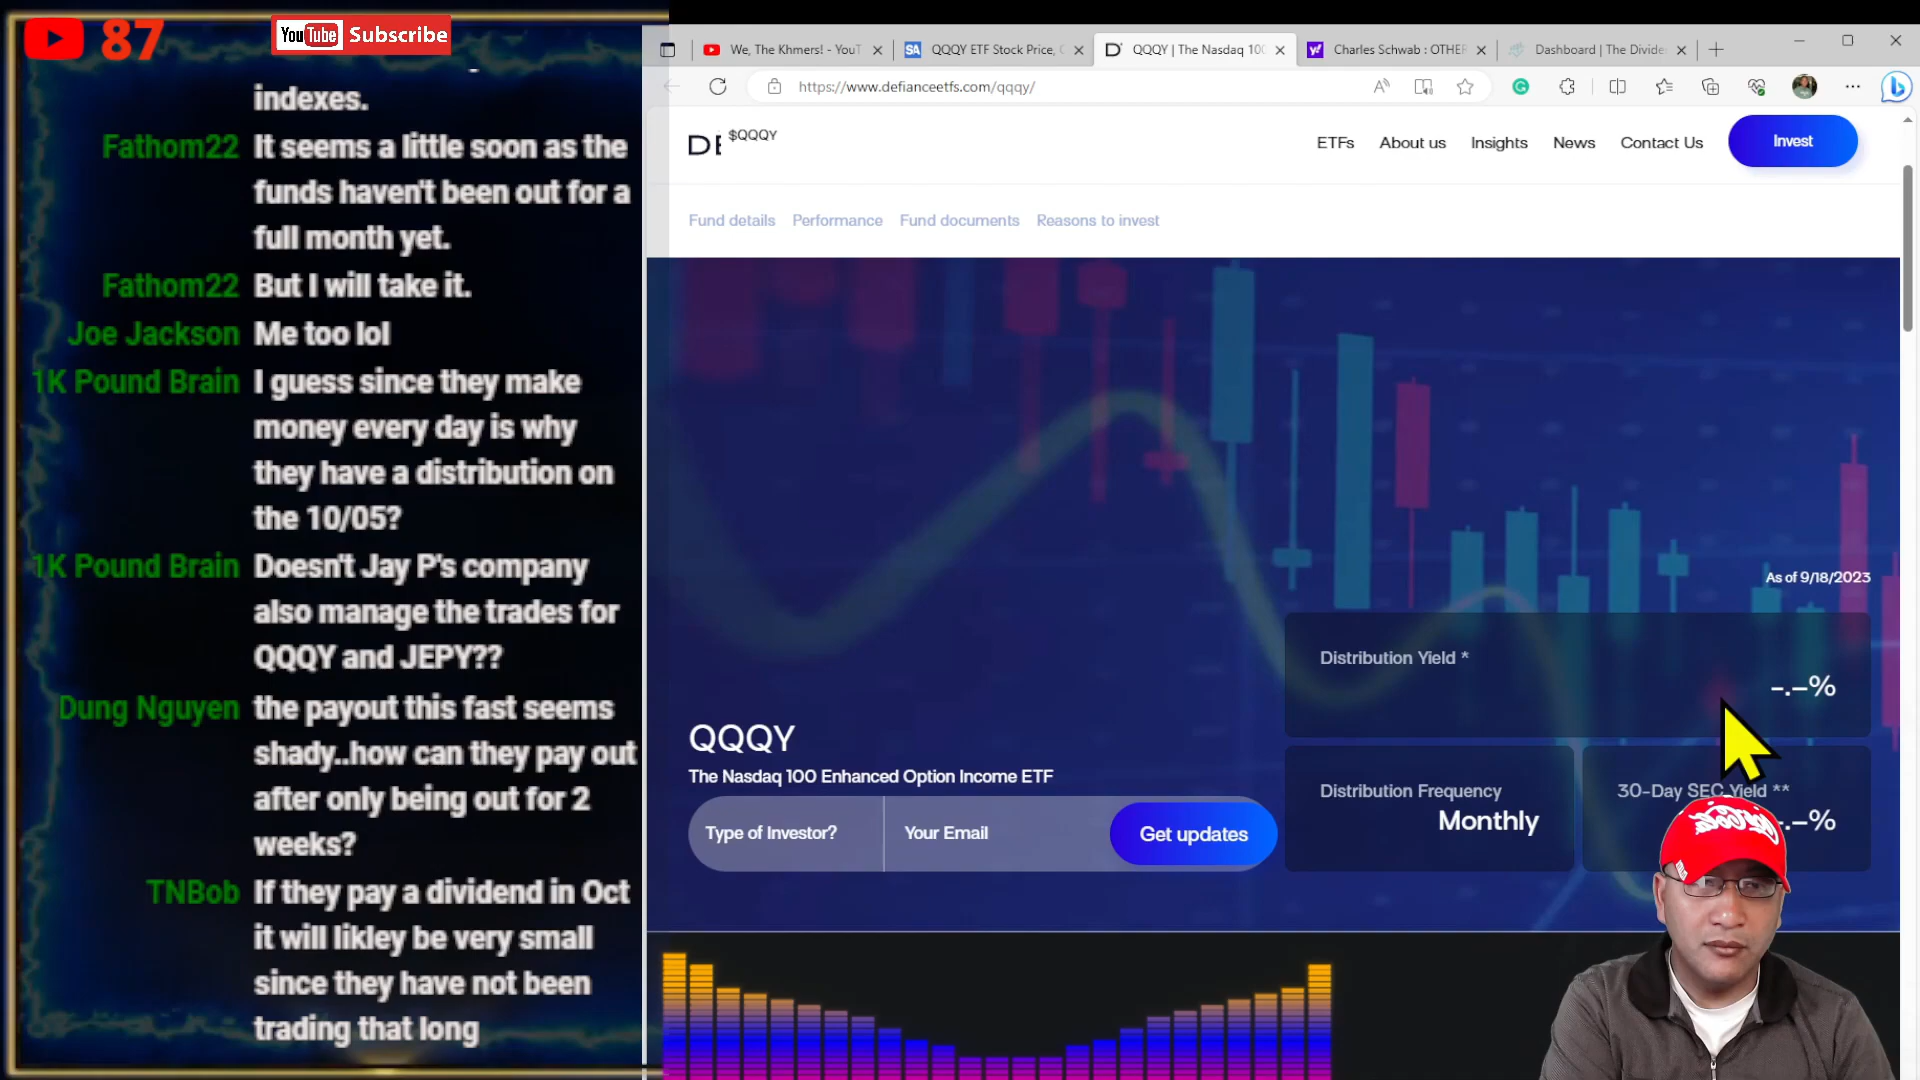 87
YouTube Subscribe
indexes.
Fathom22 It seems a little soon as the
funds haven't been out for a
full month yet.
Fathom22 But I will take it.
Joe Jackson Me too lol
1K Pound Brain I guess since they make
money every day is why
they have a distribution on
the 10/05?
1K Pound Brain Doesn't Jay P's company
also manage the trades for
QQQY and JEPY??
Dung Nguyen the payout this fast seems
shady..how can they pay out
after only being out for 2
weeks?
TNBob If they pay a dividend in Oct
it will likley be very small
since they have not been
trading that long
We, The Khmers! - YouT
QQQY ETF Stock Price,
QQQY | The Nasdaq 100
Charles Schwab : OTHER
Dashboard | The Divide
https://www.defianceetfs.com/qqqy/
DE $QQQY
ETFs About us Insights News Contact Us Invest
Fund details Performance Fund documents Reasons to invest
As of 9/18/2023
Distribution Yield *
-.--%
QQQY
The Nasdaq 100 Enhanced Option Income ETF
Type of Investor? Your Email Get updates
Distribution Frequency
Monthly
30-Day SEC Yield **
-.--%
Coca-Cola